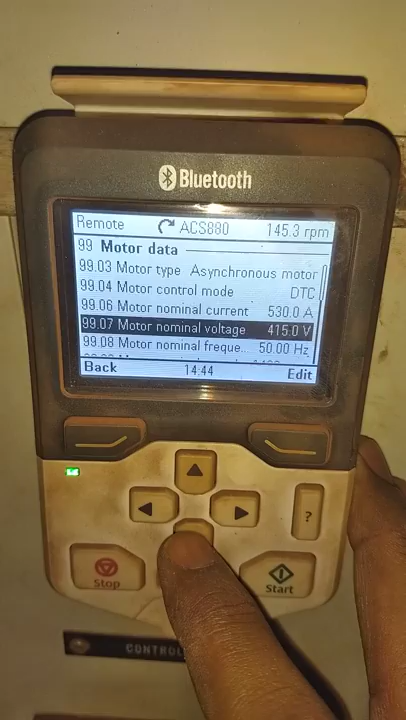 Bluetooth
Remote ACS880 145.3 rpm
99 Motor data
99.03 Motor type Asynchronous motor
99.04 Motor control mode DTC
99.06 Motor nominal current 530.0 A
99.07 Motor nominal voltage 415.0 V
99.08 Motor nominal freque.. 50.00 Hz
Back 14:44 Edit
?
Stop
Start
CONTROL